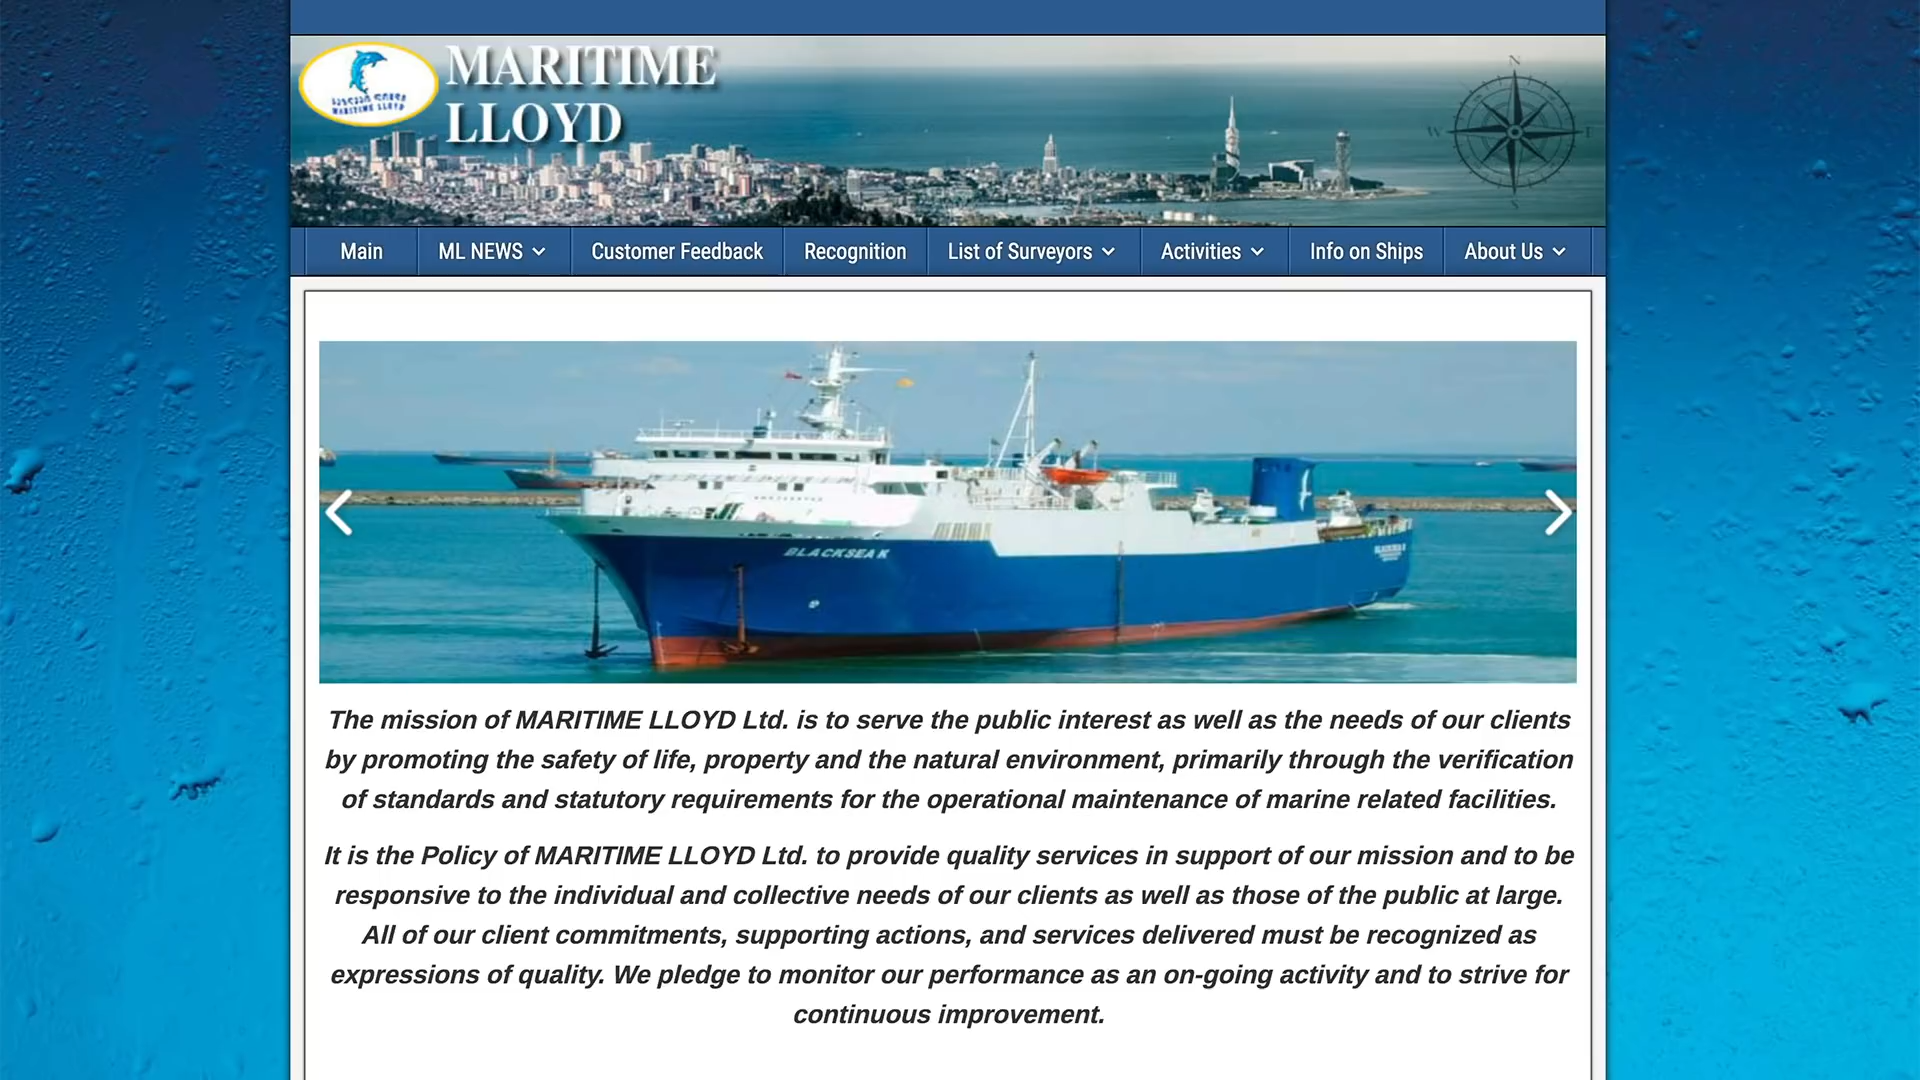 MARITIME LLOYD
MARITIME
LLOYD
N
W
E
S
Main
ML NEWS
Customer Feedback
Recognition
List of Surveyors
Activities
Info on Ships
About Us
BLACKSEA K
BLACKSEA K
The mission of MARITIME LLOYD Ltd. is to serve the public interest as well as the needs of our clients
by promoting the safety of life, property and the natural environment, primarily through the verification
of standards and statutory requirements for the operational maintenance of marine related facilities.
It is the Policy of MARITIME LLOYD Ltd. to provide quality services in support of our mission and to be
responsive to the individual and collective needs of our clients as well as those of the public at large.
All of our client commitments, supporting actions, and services delivered must be recognized as
expressions of quality. We pledge to monitor our performance as an on-going activity and to strive for
continuous improvement.